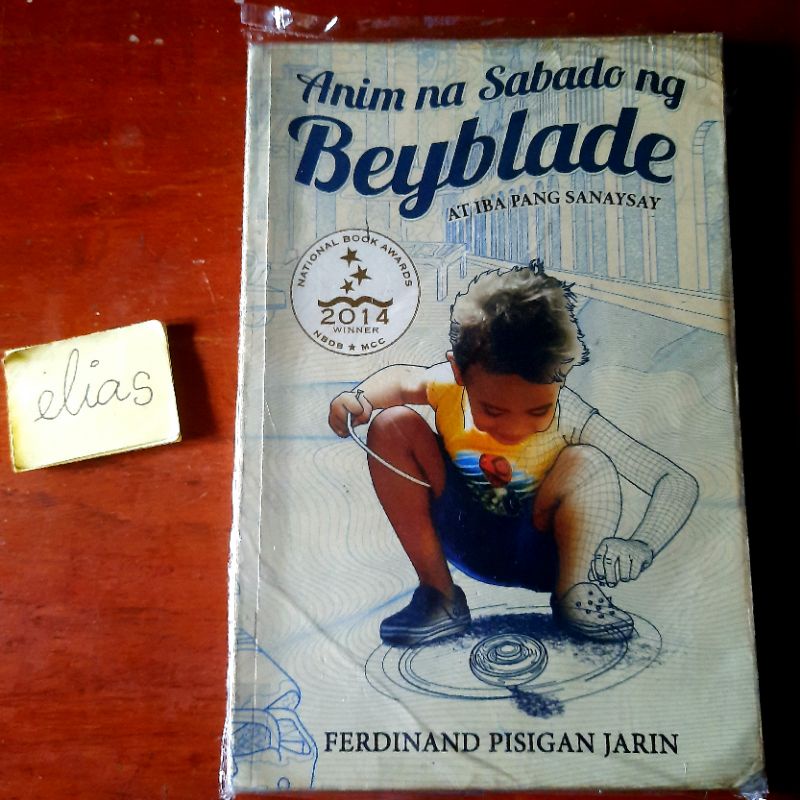 Anim na Sabado ng
Beyblade
AT IBA PANG SANAYSAY
NATIONAL BOOK AWARDS
2014
WINNER
NBDB ★ MCC
elias
FERDINAND PISIGAN JARIN